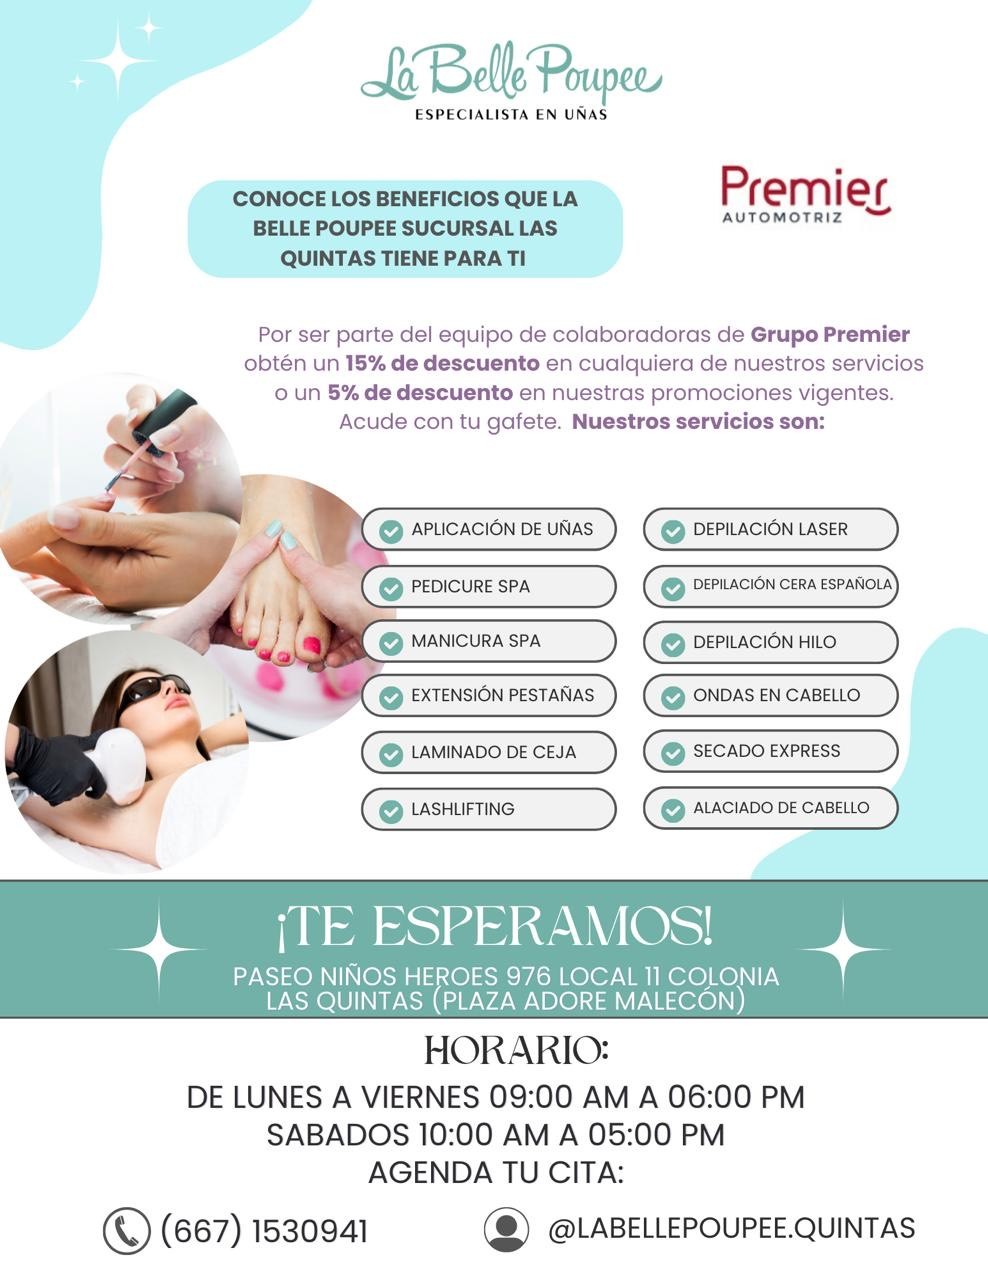 La Belle Poupee
ESPECIALISTA EN UÑAS
Premier
AUTOMOTRIZ
CONOCE LOS BENEFICIOS QUE LA
BELLE POUPEE SUCURSAL LAS
QUINTAS TIENE PARA TI
Por ser parte del equipo de colaboradoras de Grupo Premier
obtén un 15% de descuento en cualquiera de nuestros servicios
o un 5% de descuento en nuestras promociones vigentes.
Acude con tu gafete. Nuestros servicios son:
APLICACIÓN DE UÑAS
PEDICURE SPA
MANICURA SPA
EXTENSIÓN PESTAÑAS
LAMINADO DE CEJA
LASHLIFTING
DEPILACIÓN LASER
DEPILACIÓN CERA ESPAÑOLA
DEPILACIÓN HILO
ONDAS EN CABELLO
SECADO EXPRESS
ALACIADO DE CABELLO
¡TE ESPERAMOS!
PASEO NIÑOS HEROES 976 LOCAL 11 COLONIA
LAS QUINTAS (PLAZA ADORE MALECÓN)
HORARIO:
DE LUNES A VIERNES 09:00 AM A 06:00 PM
SABADOS 10:00 AM A 05:00 PM
AGENDA TU CITA:
(667) 1530941
@LABELLEPOUPEE.QUINTAS